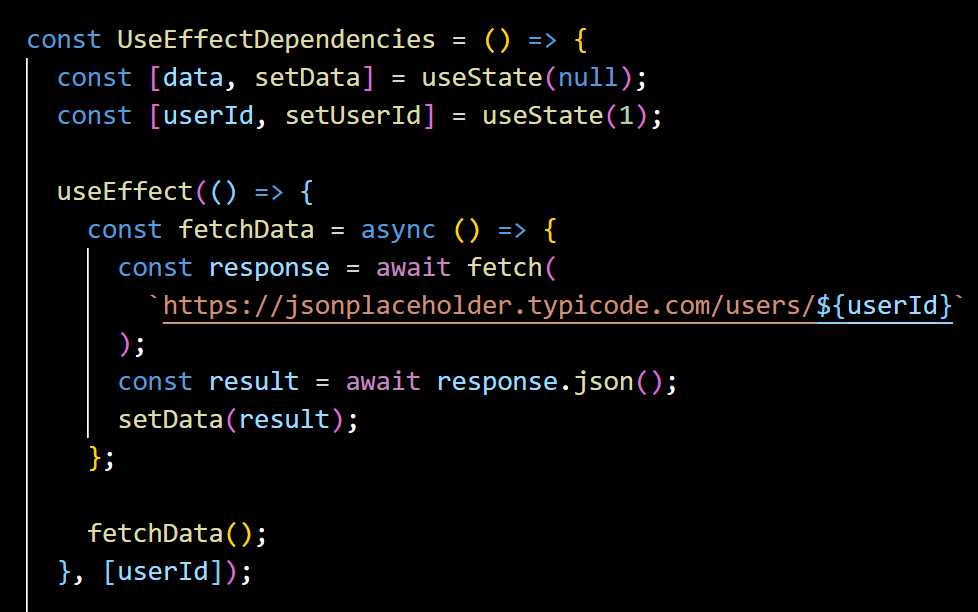 const UseEffectDependencies = () => {
  const [data, setData] = useState(null);
  const [userId, setUserId] = useState(1);

  useEffect(() => {
    const fetchData = async () => {
      const response = await fetch(
        `https://jsonplaceholder.typicode.com/users/${userId}`
      );
      const result = await response.json();
      setData(result);
    };

    fetchData();
  }, [userId]);